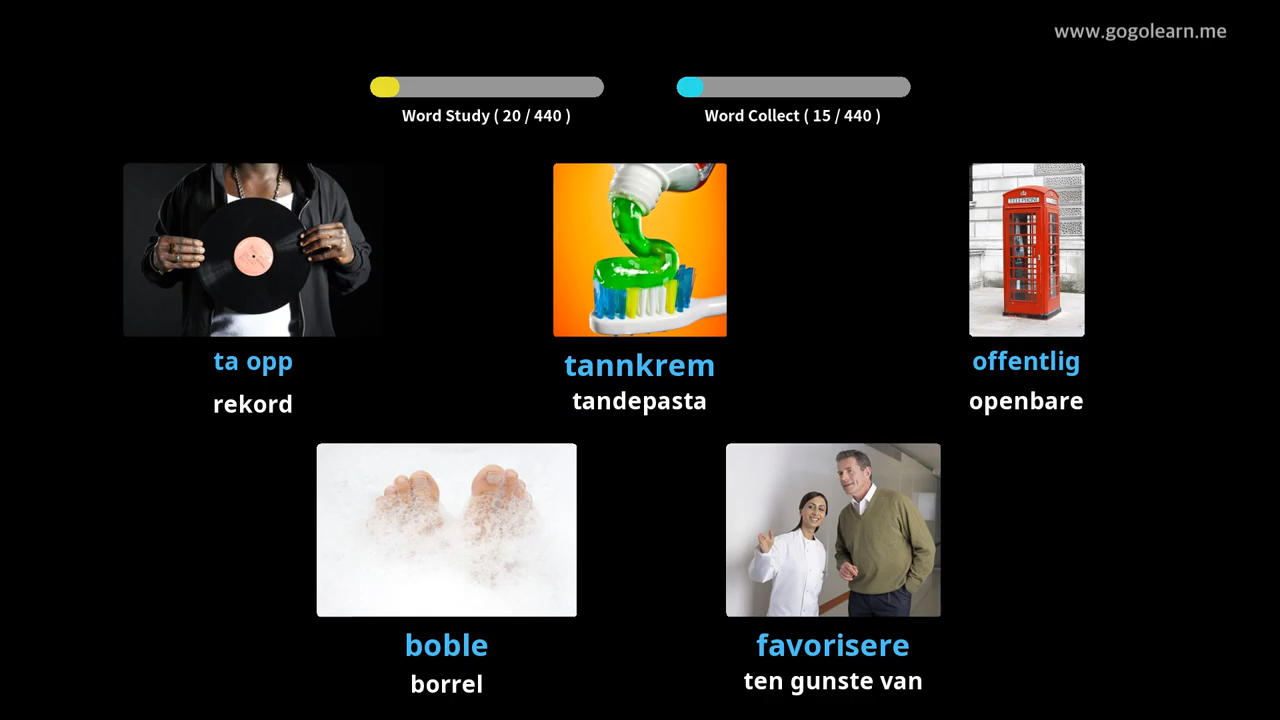 www.gogolearn.me
Word Study ( 20 / 440 )
Word Collect ( 15 / 440 )
TELEPHONE
ta opp
rekord
tannkrem
tandepasta
offentlig
openbare
boble
borrel
favorisere
ten gunste van